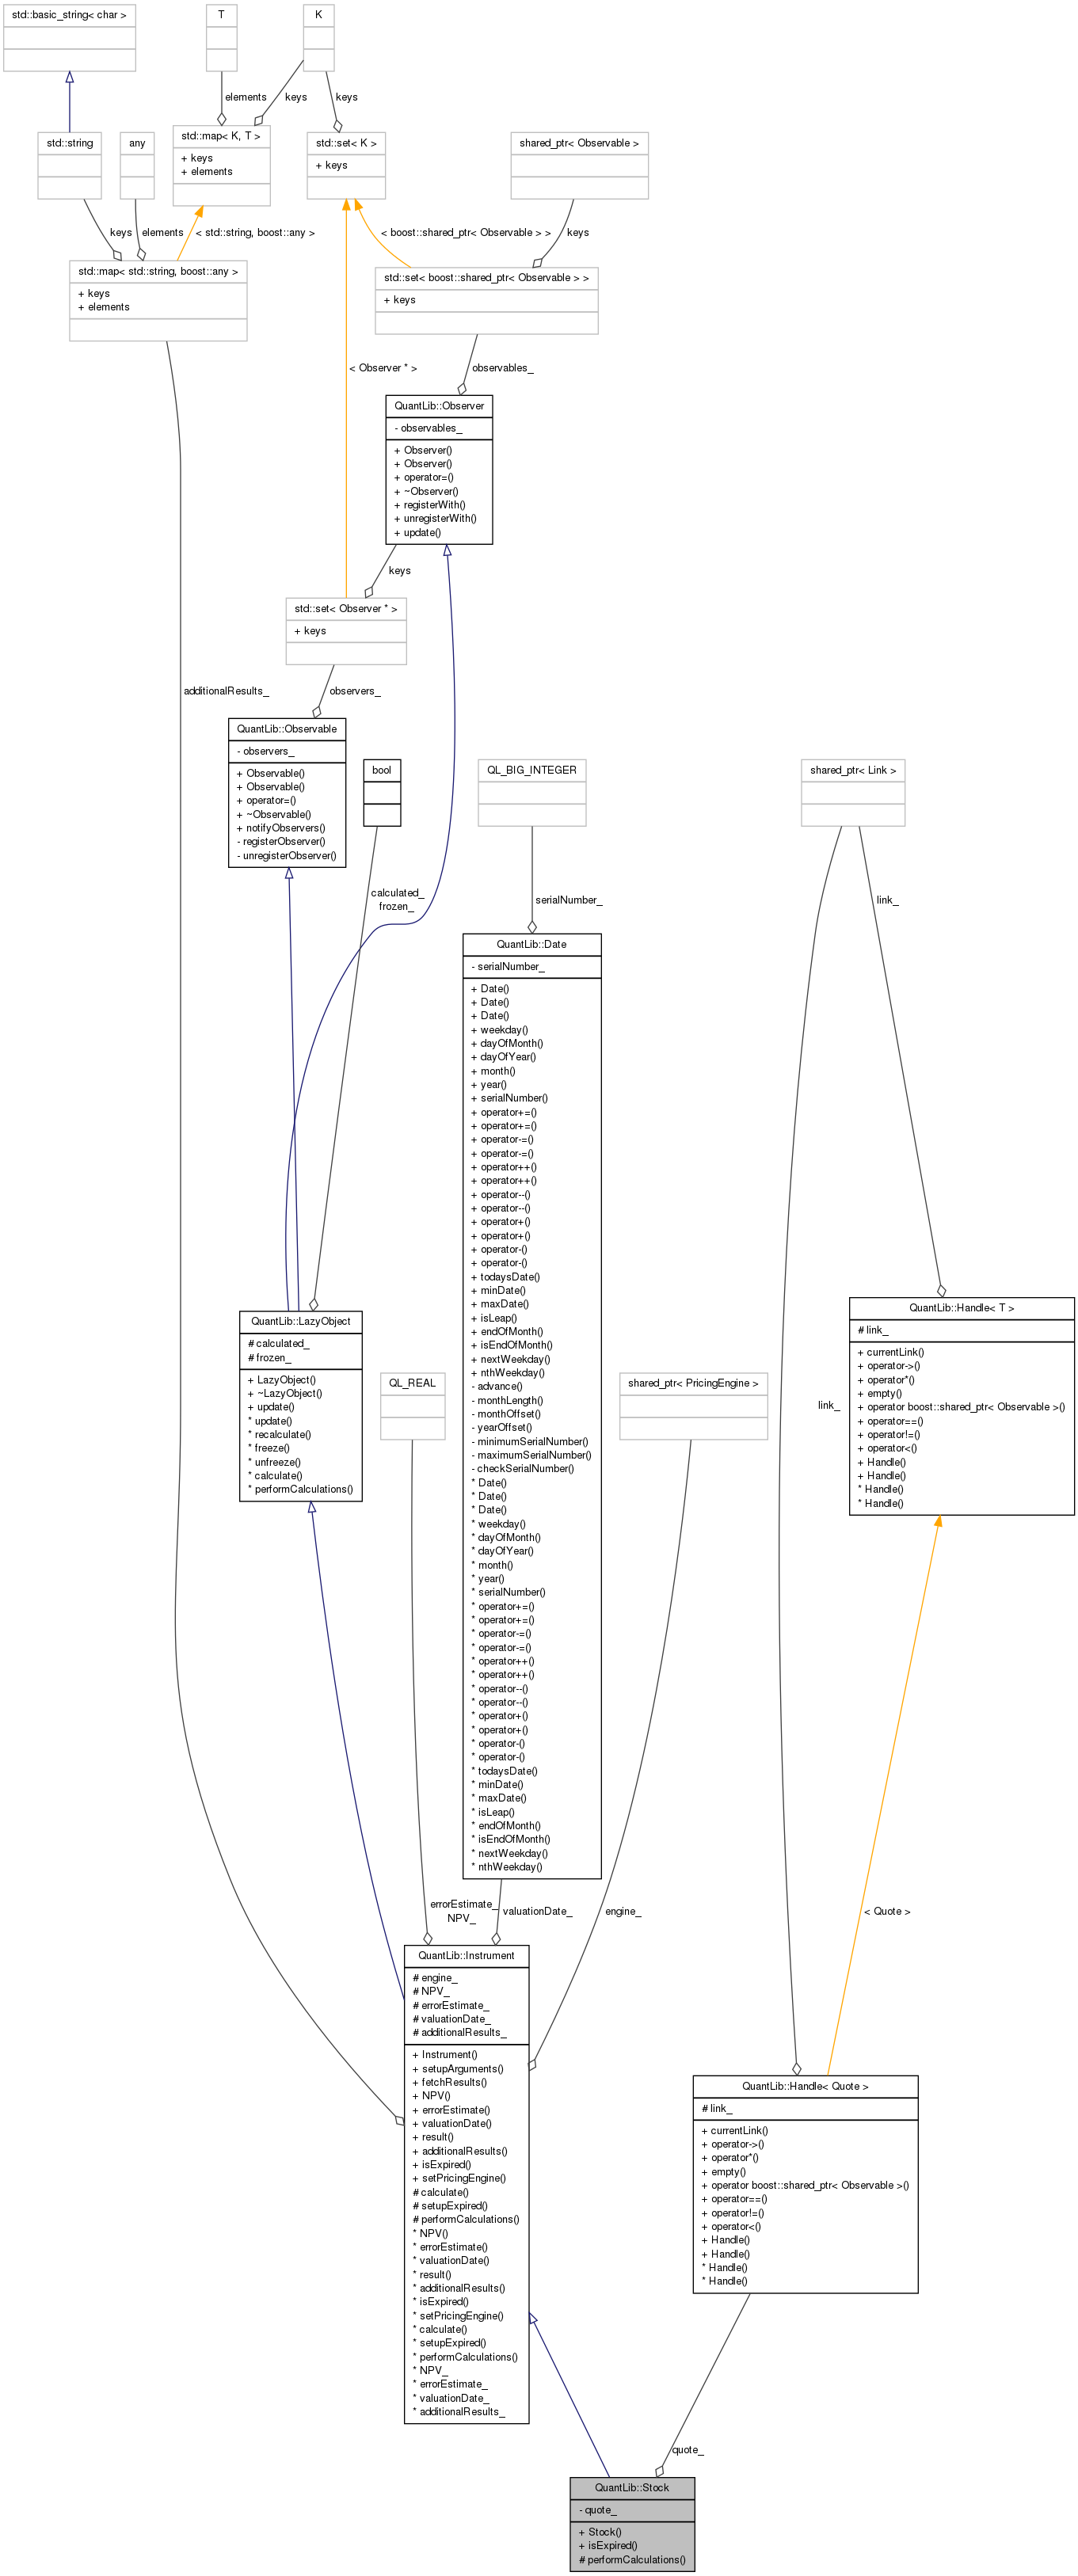 std::basic_string< char >
T
K
elements
keys
keys
std::string
any
std::map< K, T >
+ keys
+ elements
std::set< K >
+ keys
shared_ptr< Observable >
keys
elements
< std::string, boost::any >
< boost::shared_ptr< Observable > >
keys
std::map< std::string, boost::any >
+ keys
+ elements
std::set< boost::shared_ptr< Observable > >
+ keys
< Observer * >
observables_
QuantLib::Observer
- observables_
+ Observer()
+ Observer()
+ operator=()
+ ~Observer()
+ registerWith()
+ unregisterWith()
+ update()
keys
std::set< Observer * >
+ keys
additionalResults_
observers_
QuantLib::Observable
- observers_
+ Observable()
+ Observable()
+ operator=()
+ ~Observable()
+ notifyObservers()
- registerObserver()
- unregisterObserver()
bool
QL_BIG_INTEGER
shared_ptr< Link >
calculated_
frozen_
serialNumber_
link_
QuantLib::Date
- serialNumber_
+ Date()
+ Date()
+ Date()
+ weekday()
+ dayOfMonth()
+ dayOfYear()
+ month()
+ year()
+ serialNumber()
+ operator+=()
+ operator+=()
+ operator-=()
+ operator-=()
+ operator++()
+ operator++()
+ operator--()
+ operator--()
+ operator+()
+ operator+()
+ operator-()
+ operator-()
+ todaysDate()
+ minDate()
+ maxDate()
+ isLeap()
+ endOfMonth()
+ isEndOfMonth()
+ nextWeekday()
+ nthWeekday()
- advance()
- monthLength()
- monthOffset()
- yearOffset()
- minimumSerialNumber()
- maximumSerialNumber()
- checkSerialNumber()
* Date()
* Date()
* Date()
* weekday()
* dayOfMonth()
* dayOfYear()
* month()
* year()
* serialNumber()
* operator+=()
* operator+=()
* operator-=()
* operator-=()
* operator++()
* operator++()
* operator--()
* operator--()
* operator+()
* operator+()
* operator-()
* operator-()
* todaysDate()
* minDate()
* maxDate()
* isLeap()
* endOfMonth()
* isEndOfMonth()
* nextWeekday()
* nthWeekday()
QuantLib::LazyObject
# calculated_
# frozen_
+ LazyObject()
+ ~LazyObject()
+ update()
* update()
* recalculate()
* freeze()
* unfreeze()
* calculate()
* performCalculations()
QL_REAL
shared_ptr< PricingEngine >
QuantLib::Handle< T >
# link_
+ currentLink()
+ operator->()
+ operator*()
+ empty()
+ operator boost::shared_ptr< Observable >()
+ operator==()
+ operator!=()
+ operator<()
+ Handle()
+ Handle()
* Handle()
* Handle()
link_
errorEstimate_
NPV_
valuationDate_
engine_
< Quote >
QuantLib::Instrument
# engine_
# NPV_
# errorEstimate_
# valuationDate_
# additionalResults_
+ Instrument()
+ setupArguments()
+ fetchResults()
+ NPV()
+ errorEstimate()
+ valuationDate()
+ result()
+ additionalResults()
+ isExpired()
+ setPricingEngine()
# calculate()
# setupExpired()
# performCalculations()
* NPV()
* errorEstimate()
* valuationDate()
* result()
* additionalResults()
* isExpired()
* setPricingEngine()
* calculate()
* setupExpired()
* performCalculations()
* NPV_
* errorEstimate_
* valuationDate_
* additionalResults_
QuantLib::Handle< Quote >
# link_
+ currentLink()
+ operator->()
+ operator*()
+ empty()
+ operator boost::shared_ptr< Observable >()
+ operator==()
+ operator!=()
+ operator<()
+ Handle()
+ Handle()
* Handle()
* Handle()
quote_
QuantLib::Stock
- quote_
+ Stock()
+ isExpired()
# performCalculations()